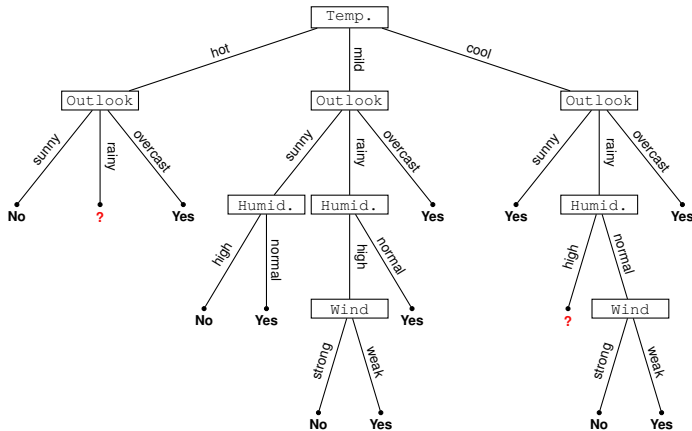 Temp.
hot
mild
cool
Outlook
Outlook
Outlook
sunny
rainy
overcast
sunny
rainy
overcast
sunny
rainy
overcast
No
?
Yes
Humid.
Humid.
Yes
Yes
Humid.
Yes
high
normal
high
normal
high
normal
No
Yes
Wind
Yes
?
Wind
strong
weak
strong
weak
No
Yes
No
Yes